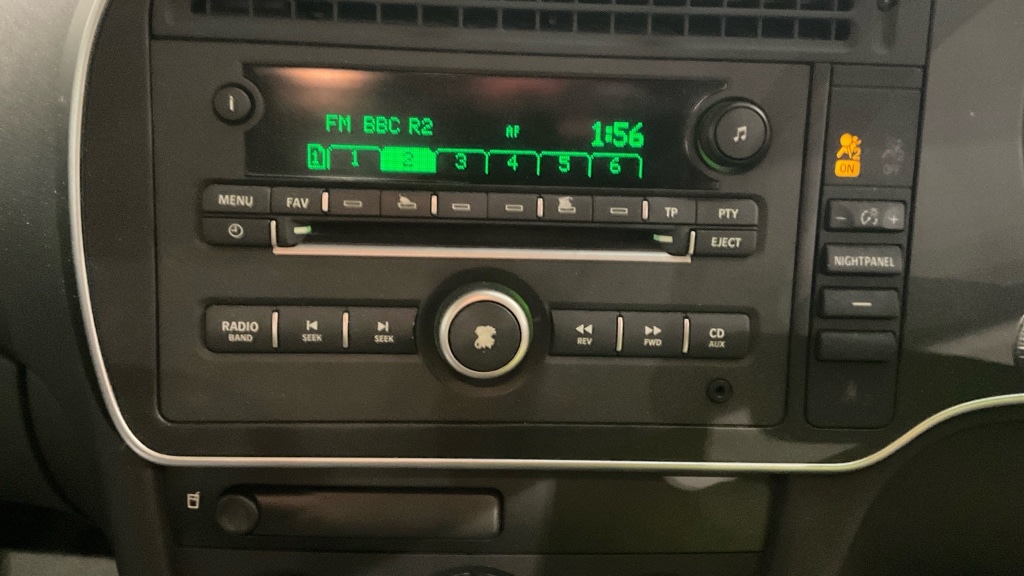 i
FM BBC R2 AF 1:56
1 1 2 3 4 5 6
ON
MENU FAV TP PTY
EJECT
- +
NIGHTPANEL
RADIO BAND
SEEK
SEEK
REV
FWD
CD AUX